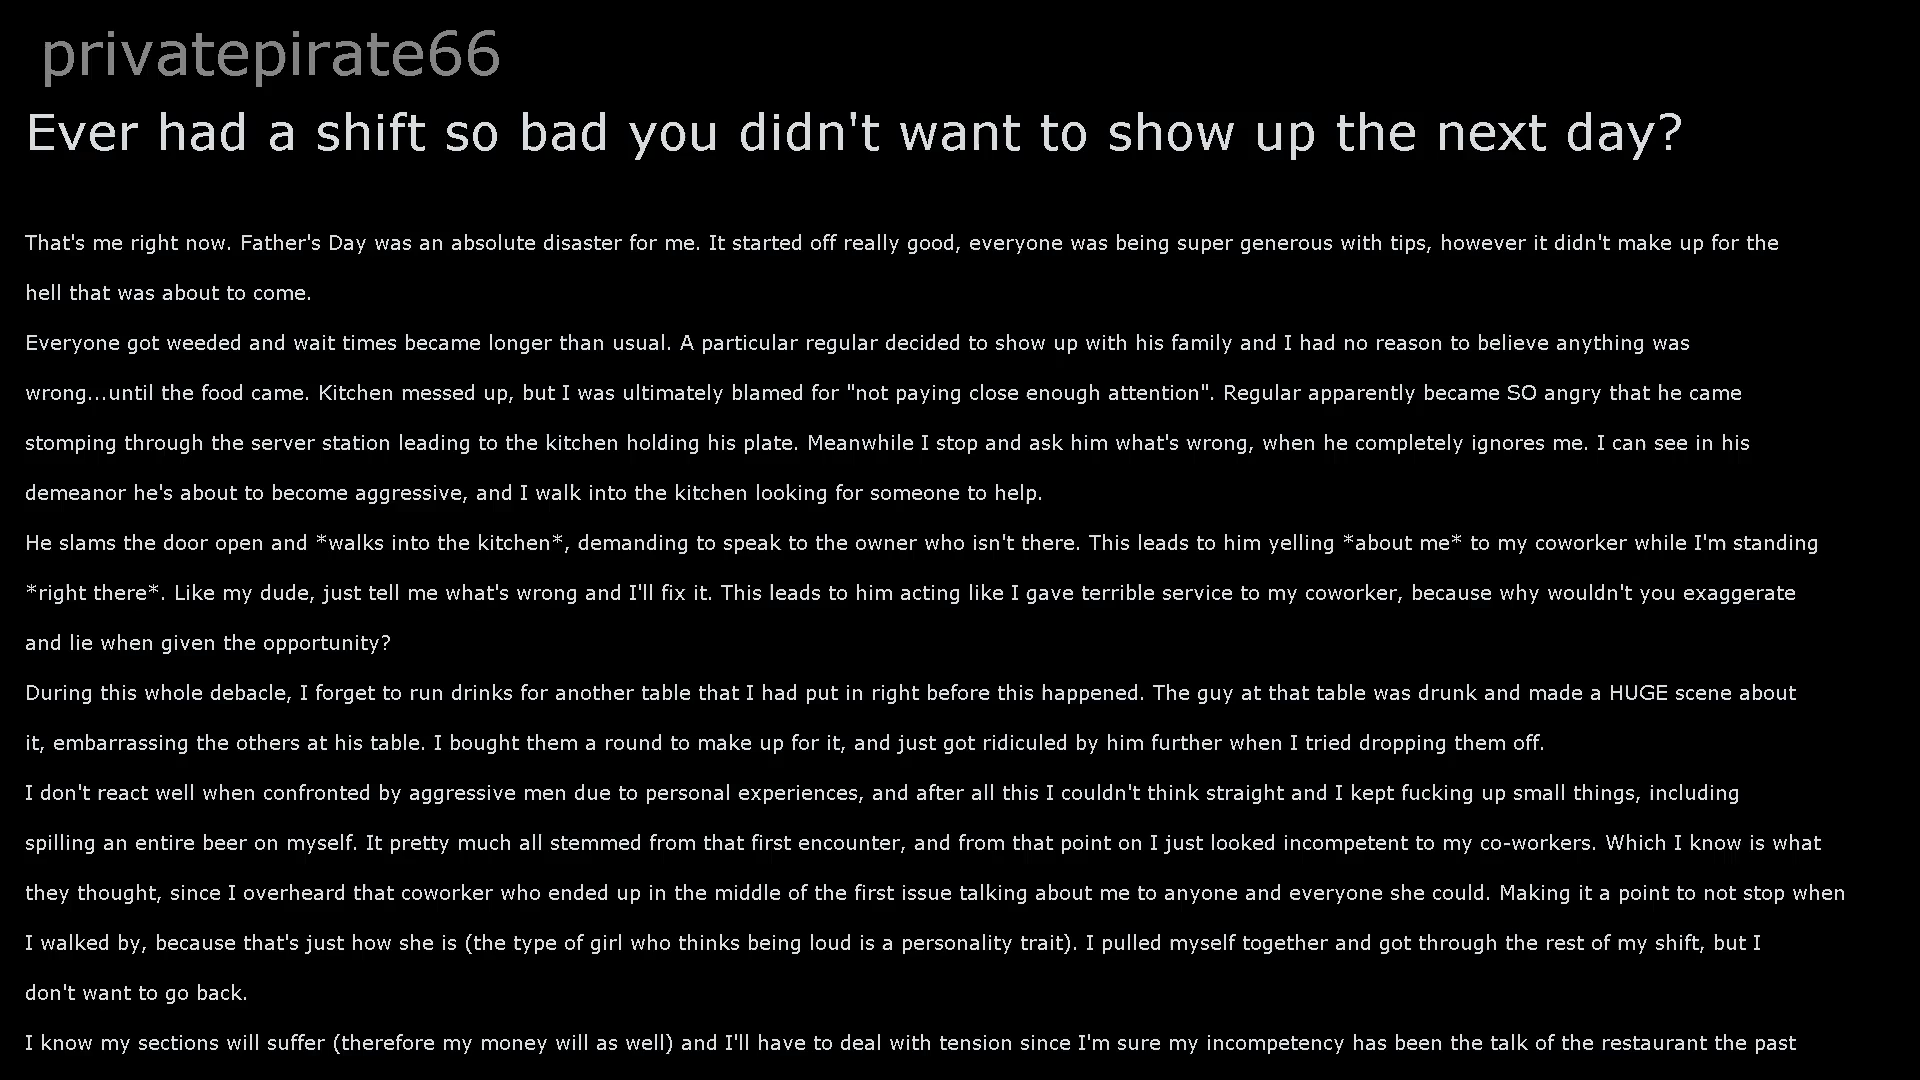 privatepirate66
Ever had a shift so bad you didn't want to show up the next day?
That's me right now. Father's Day was an absolute disaster for me. It started off really good, everyone was being super generous with tips, however it didn't make up for the
hell that was about to come.
Everyone got weeded and wait times became longer than usual. A particular regular decided to show up with his family and I had no reason to believe anything was
wrong...until the food came. Kitchen messed up, but I was ultimately blamed for "not paying close enough attention". Regular apparently became SO angry that he came
stomping through the server station leading to the kitchen holding his plate. Meanwhile I stop and ask him what's wrong, when he completely ignores me. I can see in his
demeanor he's about to become aggressive, and I walk into the kitchen looking for someone to help.
He slams the door open and *walks into the kitchen*, demanding to speak to the owner who isn't there. This leads to him yelling *about me* to my coworker while I'm standing
*right there*. Like my dude, just tell me what's wrong and I'll fix it. This leads to him acting like I gave terrible service to my coworker, because why wouldn't you exaggerate
and lie when given the opportunity?
During this whole debacle, I forget to run drinks for another table that I had put in right before this happened. The guy at that table was drunk and made a HUGE scene about
it, embarrassing the others at his table. I bought them a round to make up for it, and just got ridiculed by him further when I tried dropping them off.
I don't react well when confronted by aggressive men due to personal experiences, and after all this I couldn't think straight and I kept fucking up small things, including
spilling an entire beer on myself. It pretty much all stemmed from that first encounter, and from that point on I just looked incompetent to my co-workers. Which I know is what
they thought, since I overheard that coworker who ended up in the middle of the first issue talking about me to anyone and everyone she could. Making it a point to not stop when
I walked by, because that's just how she is (the type of girl who thinks being loud is a personality trait). I pulled myself together and got through the rest of my shift, but I
don't want to go back.
I know my sections will suffer (therefore my money will as well) and I'll have to deal with tension since I'm sure my incompetency has been the talk of the restaurant the past